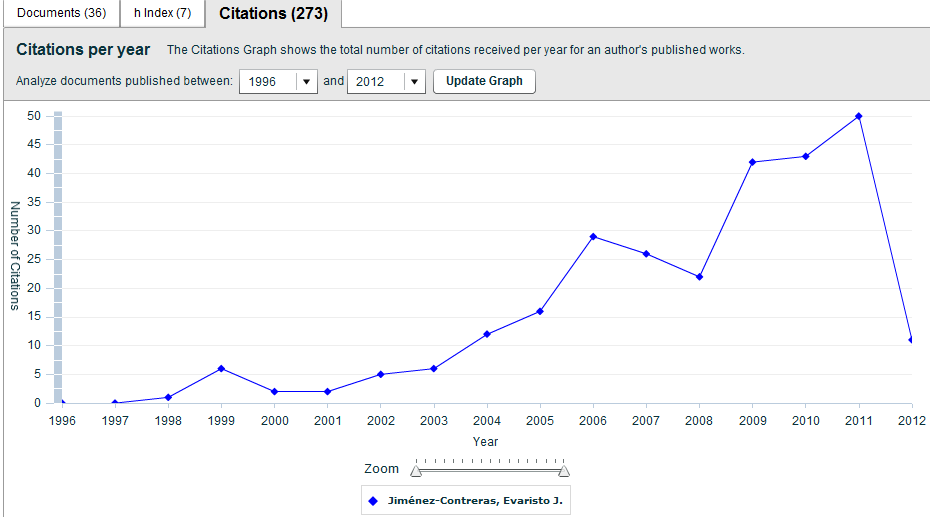 Documents (36) h Index (7) Citations (273)
Citations per year The Citations Graph shows the total number of citations received per year for an author's published works.
Analyze documents published between: 1996 and 2012 Update Graph
50
45
40
35
30
25
20
15
10
5
0
Number of Citations
1996 1997 1998 1999 2000 2001 2002 2003 2004 2005 2006 2007 2008 2009 2010 2011 2012
Year
Zoom
Jiménez-Contreras, Evaristo J.